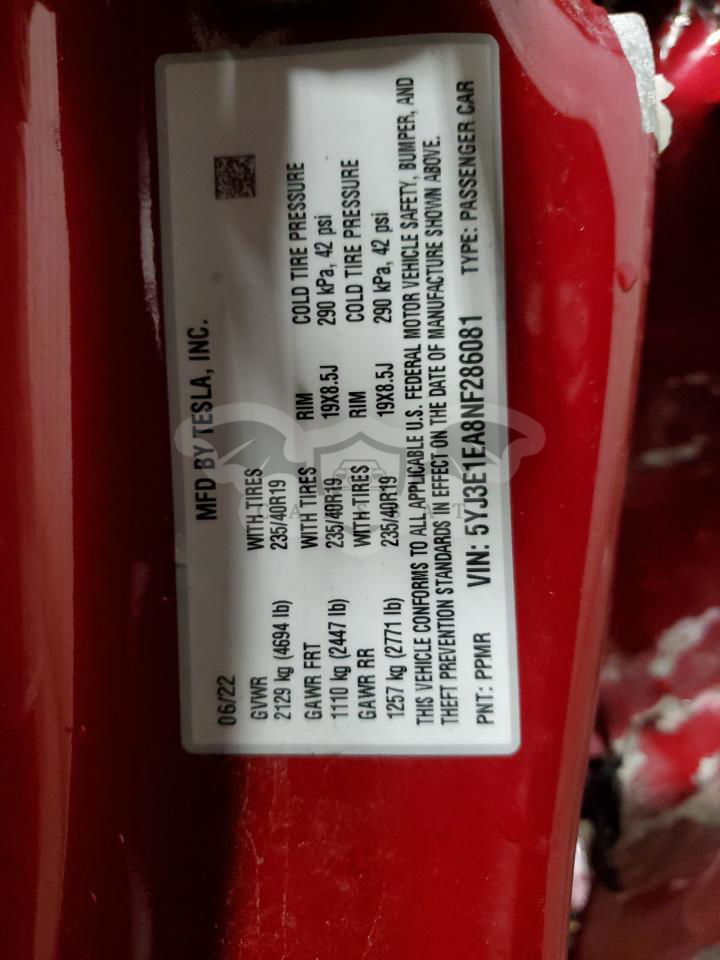 MFD BY TESLA, INC.
06/22
GVWR WITH TIRES RIM COLD TIRE PRESSURE
2129 kg (4694 lb) 235/40R19
GAWR FRT WITH TIRES RIM COLD TIRE PRESSURE
1110 kg (2447 lb) 235/40R19 19X8.5J 290 kPa, 42 psi
GAWR RR WITH TIRES RIM COLD TIRE PRESSURE
1257 kg (2771 lb) 235/40R19 19X8.5J 290 kPa, 42 psi
THIS VEHICLE CONFORMS TO ALL APPLICABLE U.S. FEDERAL MOTOR VEHICLE SAFETY, BUMPER, AND
THEFT PREVENTION STANDARDS IN EFFECT ON THE DATE OF MANUFACTURE SHOWN ABOVE.
PNT: PPMR VIN: 5YJ3E1EA8NF286081 TYPE: PASSENGER CAR